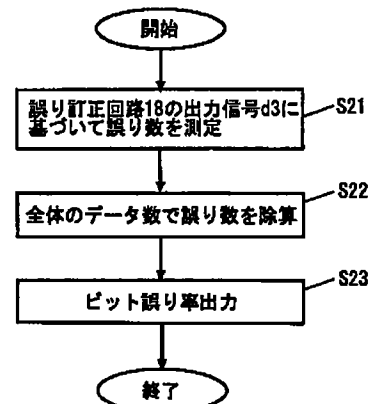 開始
誤り訂正回路18の出力信号d3に
基づいて誤り数を測定
S21
全体のデータ数で誤り数を除算
S22
ビット誤り率出力
S23
終了